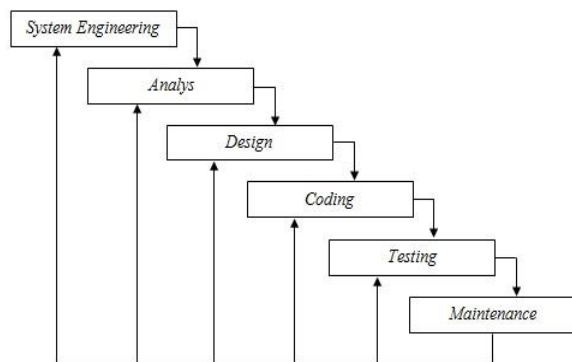 System Engineering
Analys
Design
Coding
Testing
Maintenance